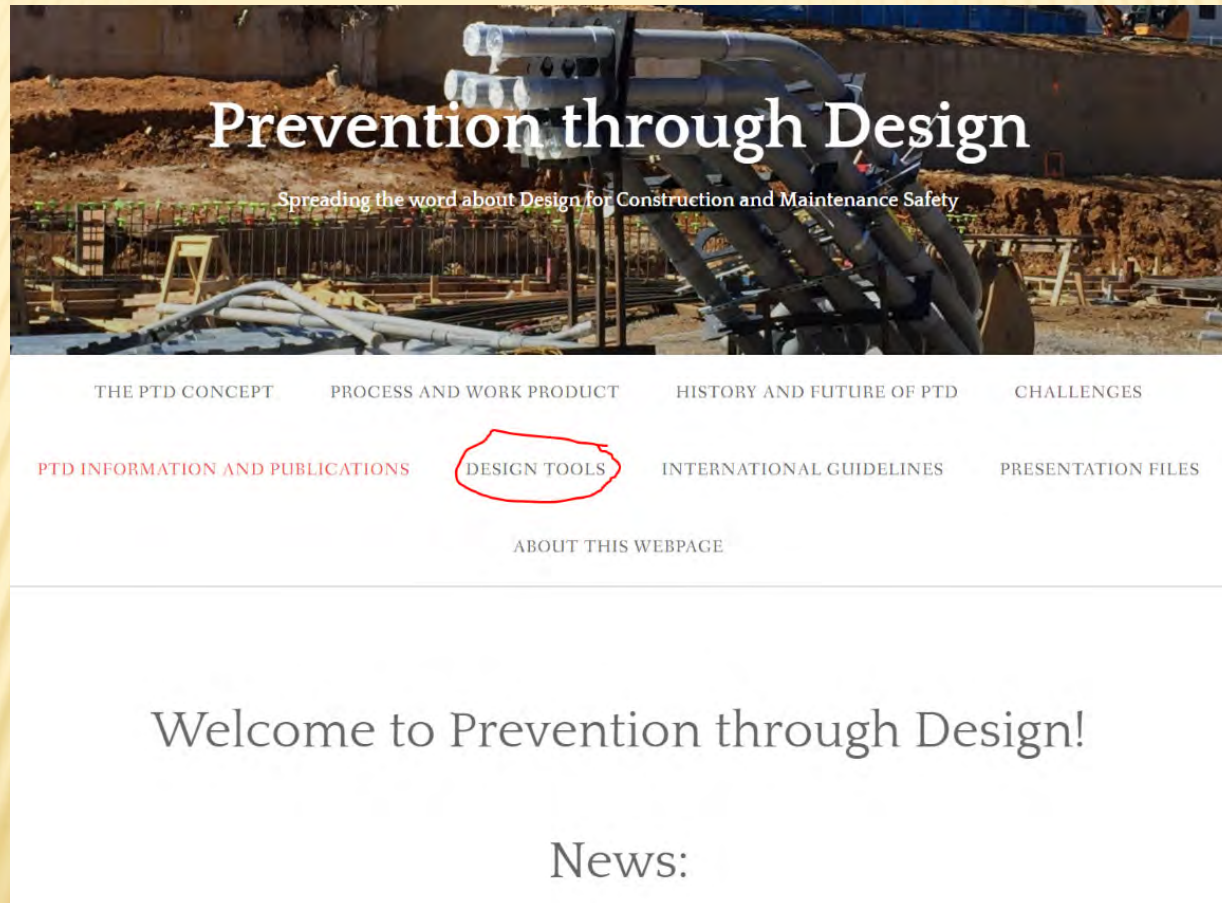 Prevention through Design
Spreading the word about Design for Construction and Maintenance Safety
THE PTD CONCEPT PROCESS AND WORK PRODUCT HISTORY AND FUTURE OF PTD CHALLENGES
PTD INFORMATION AND PUBLICATIONS DESIGN TOOLS INTERNATIONAL GUIDELINES PRESENTATION FILES
ABOUT THIS WEBPAGE
Welcome to Prevention through Design!
News: